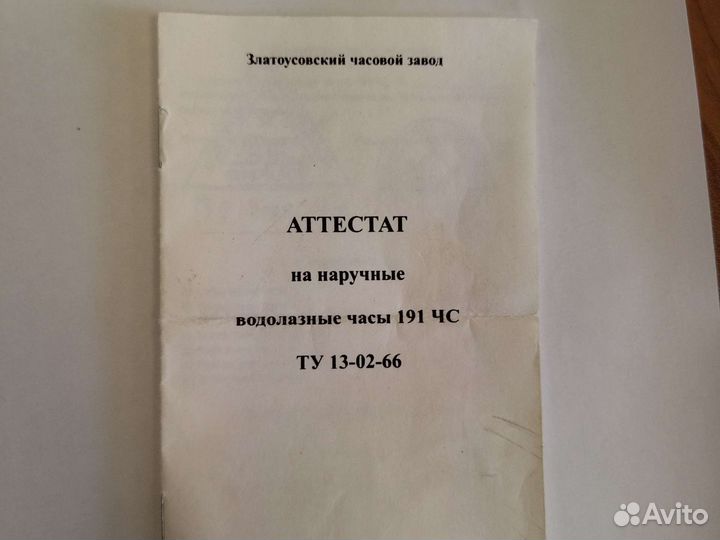 Златоусовский часовой завод
АТТЕСТАТ
на наручные
водолазные часы 191 ЧС
ТУ 13-02-66
Avito